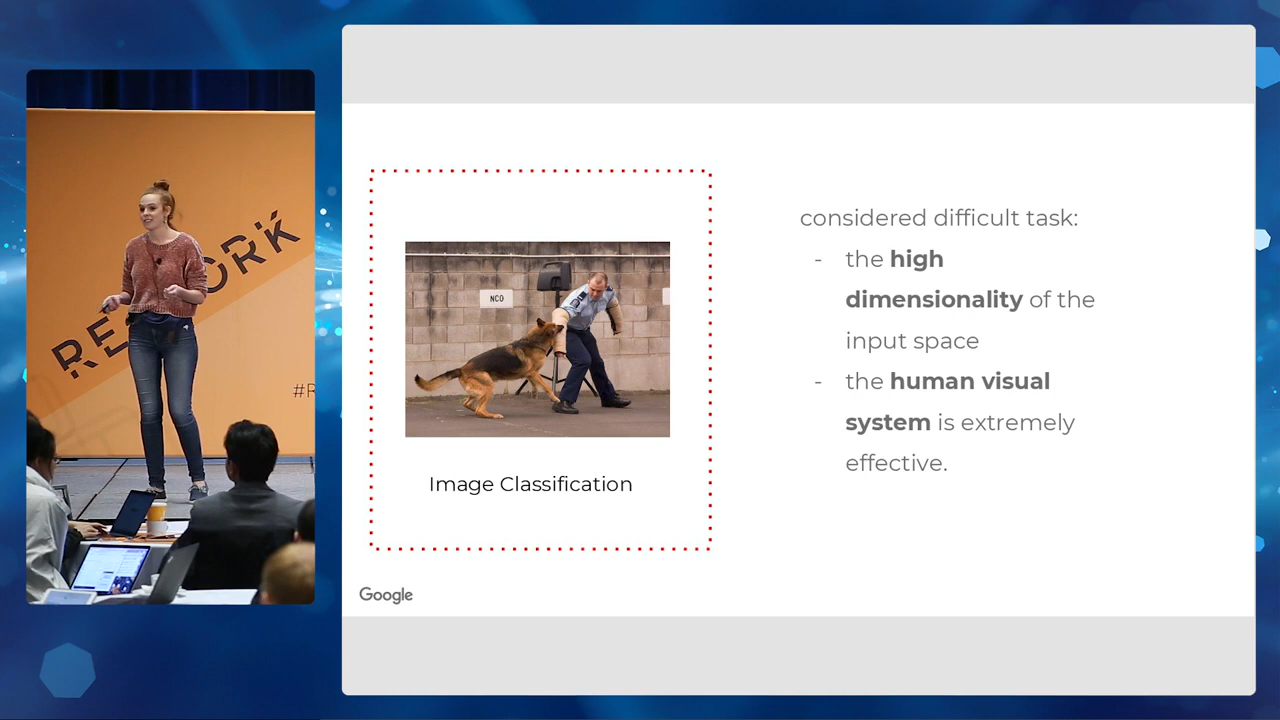 RE•WORK
#R
NCO
Image Classification
considered difficult task:
- the high
dimensionality of the
input space
- the human visual
system is extremely
effective.
Google